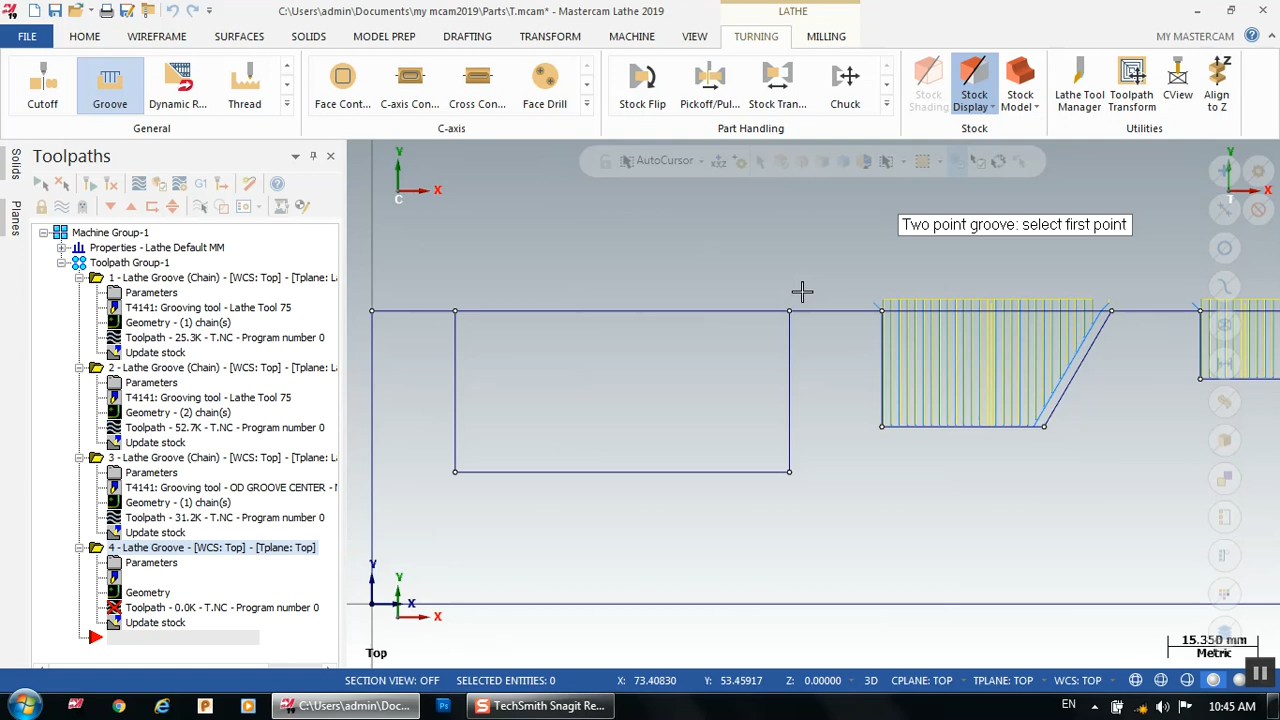 C:\Users\admin\Documents\my mcam2019\Parts\T.mcam* - Mastercam Lathe 2019
LATHE
FILE HOME WIREFRAME SURFACES SOLIDS MODEL PREP DRAFTING TRANSFORM MACHINE VIEW TURNING MILLING MY MASTERCAM
Cutoff Groove Dynamic R... Thread
General
Face Cont... C-axis Con... Cross Con... Face Drill
C-axis
Stock Flip Pickoff/Pul... Stock Tran... Chuck
Part Handling
Stock Shading Stock Display Stock Model
Stock
Lathe Tool Manager Toolpath Transform CView Align to Z
Utilities
Solids
Planes
Toolpaths
G1
Machine Group-1
Properties - Lathe Default MM
Toolpath Group-1
1 - Lathe Groove (Chain) - [WCS: Top] - [Tplane: La
Parameters
T4141: Grooving tool - Lathe Tool 75
Geometry - (1) chain(s)
Toolpath - 25.3K - T.NC - Program number 0
Update stock
2 - Lathe Groove (Chain) - [WCS: Top] - [Tplane: La
Parameters
T4141: Grooving tool - Lathe Tool 75
Geometry - (2) chain(s)
Toolpath - 52.7K - T.NC - Program number 0
Update stock
3 - Lathe Groove (Chain) - [WCS: Top] - [Tplane: La
Parameters
T4141: Grooving tool - OD GROOVE CENTER -
Geometry - (1) chain(s)
Toolpath - 31.2K - T.NC - Program number 0
Update stock
4 - Lathe Groove - [WCS: Top] - [Tplane: Top]
Parameters
Geometry
Toolpath - 0.0K - T.NC - Program number 0
Update stock
AutoCursor
Y X C
Y X T
Two point groove: select first point
Y X
Y X
Top
15.350 mm
Metric
SECTION VIEW: OFF SELECTED ENTITIES: 0 X: 73.40830 Y: 53.45917 Z: 0.00000 3D CPLANE: TOP TPLANE: TOP WCS: TOP
C:\Users\admin\Doc... TechSmith Snagit Re... EN 10:45 AM